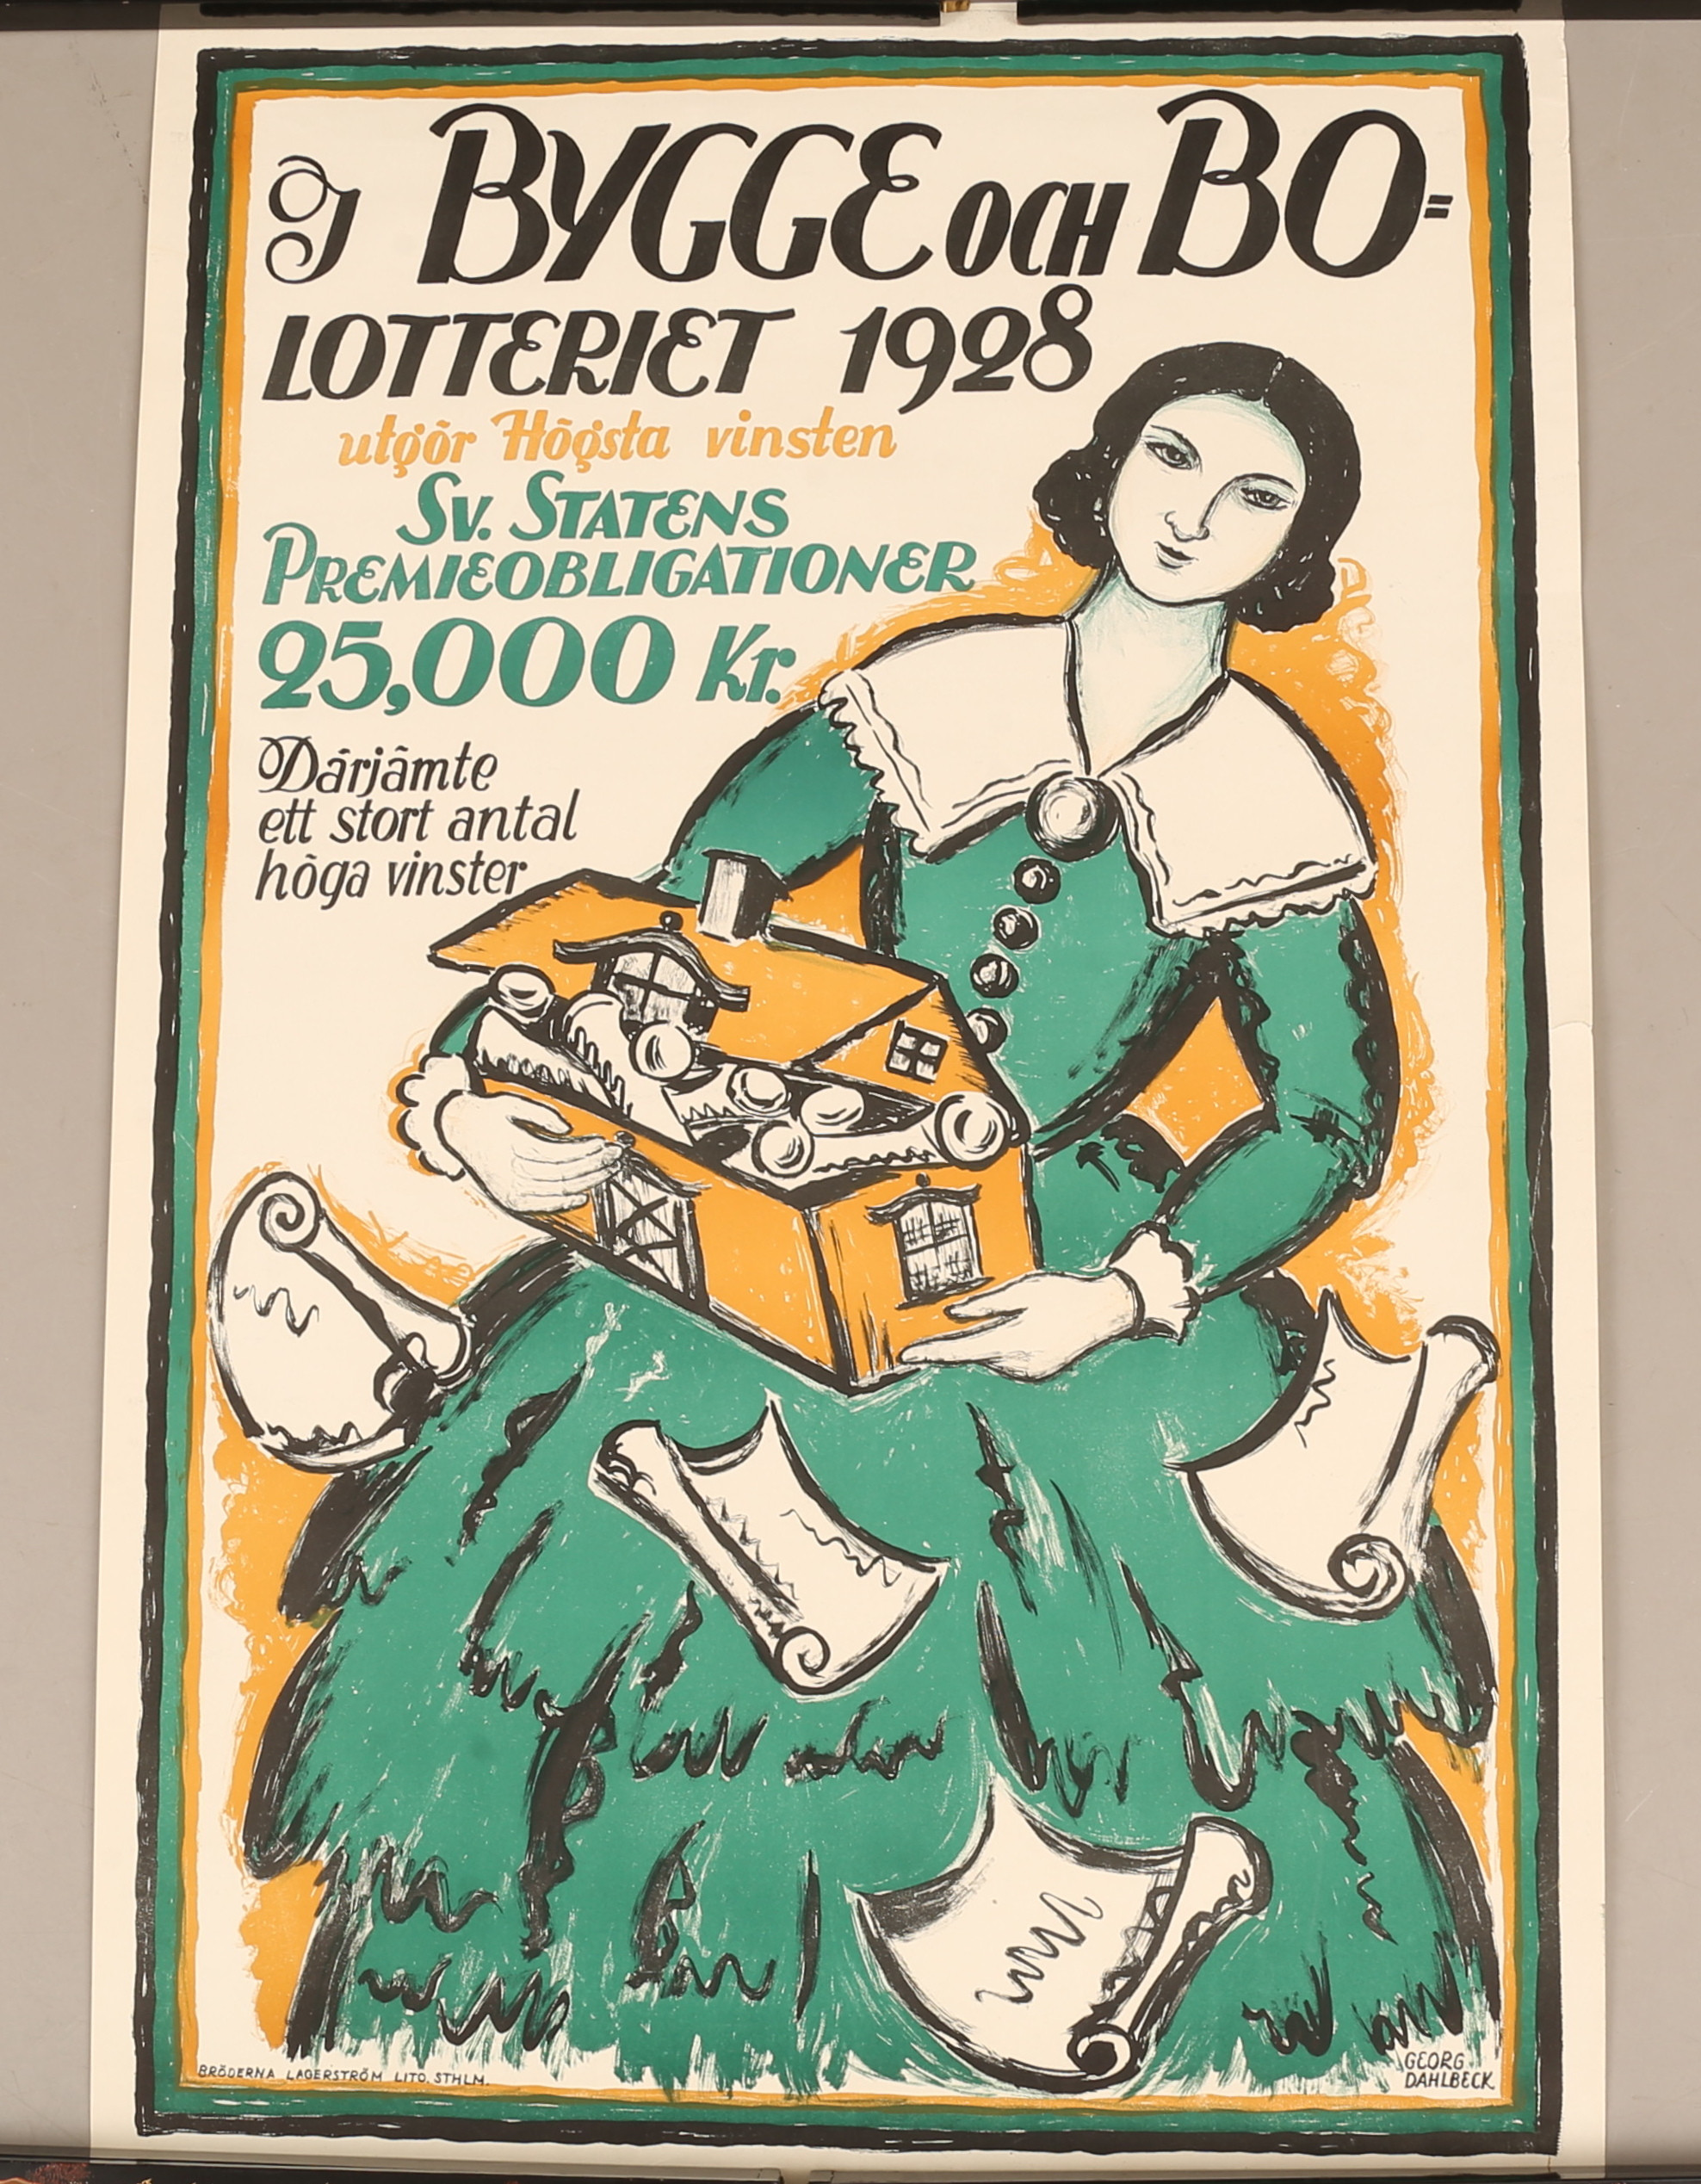 I BYGGE OCH BO=
LOTTERIET 1928
utgör Högsta vinsten
SV. STATENS
PREMIEOBLIGATIONER
25,000 Kr.
Därjämte
ett stort antal
höga vinster
BRÖDERNA LAGERSTRÖM LITO. STHLM.
GEORG
DAHLBECK